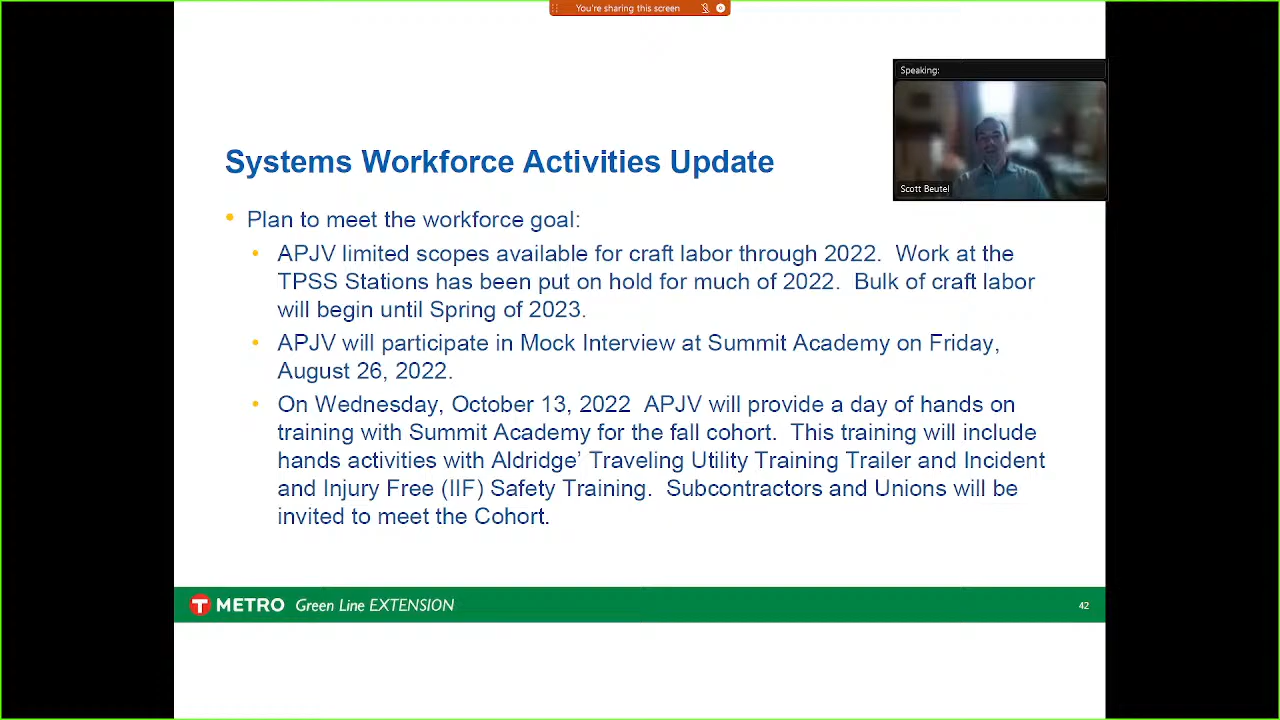 You're sharing this screen
Speaking:
Scott Beutel
Systems Workforce Activities Update
• Plan to meet the workforce goal:
• APJV limited scopes available for craft labor through 2022.  Work at the
TPSS Stations has been put on hold for much of 2022.  Bulk of craft labor
will begin until Spring of 2023.
• APJV will participate in Mock Interview at Summit Academy on Friday,
August 26, 2022.
• On Wednesday, October 13, 2022  APJV will provide a day of hands on
training with Summit Academy for the fall cohort.  This training will include
hands activities with Aldridge’ Traveling Utility Training Trailer and Incident
and Injury Free (IIF) Safety Training.  Subcontractors and Unions will be
invited to meet the Cohort.
T METRO Green Line EXTENSION
42